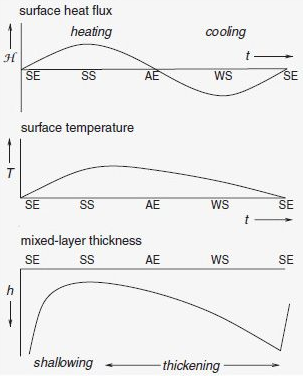 surface heat flux
heating cooling
H t
SE SS AE WS SE
surface temperature
T
SE SS AE WS SE
t
mixed-layer thickness
SE SS AE WS SE
h
shallowing thickening